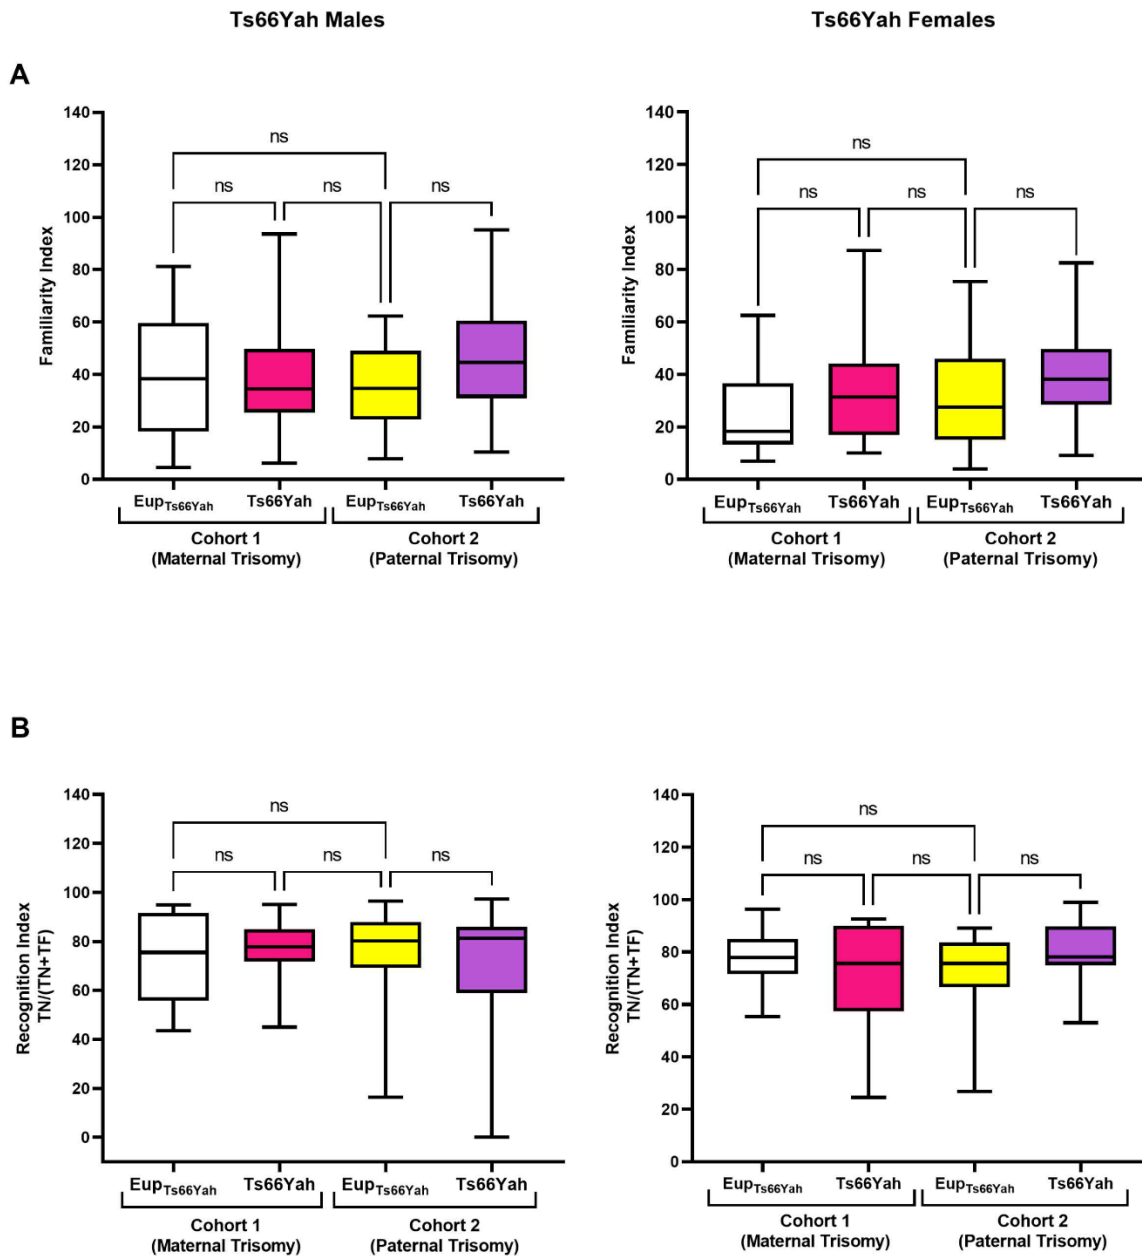 Ts66Yah Males
Ts66Yah Females
A
140
120
100
80
60
40
20
0
Familiarity Index
ns
ns
ns
ns
EupTs66Yah
Ts66Yah
EupTs66Yah
Ts66Yah
Cohort 1
(Maternal Trisomy)
Cohort 2
(Paternal Trisomy)
140
120
100
80
60
40
20
0
Familiarity Index
ns
ns
ns
ns
EupTs66Yah
Ts66Yah
EupTs66Yah
Ts66Yah
Cohort 1
(Maternal Trisomy)
Cohort 2
(Paternal Trisomy)
B
140
120
100
80
60
40
20
0
Recognition Index
TN/(TN+TF)
ns
ns
ns
ns
EupTs66Yah
Ts66Yah
EupTs66Yah
Ts66Yah
Cohort 1
(Maternal Trisomy)
Cohort 2
(Paternal Trisomy)
140
120
100
80
60
40
20
0
Recognition Index
TN/(TN+TF)
ns
ns
ns
ns
EupTs66Yah
Ts66Yah
EupTs66Yah
Ts66Yah
Cohort 1
(Maternal Trisomy)
Cohort 2
(Paternal Trisomy)